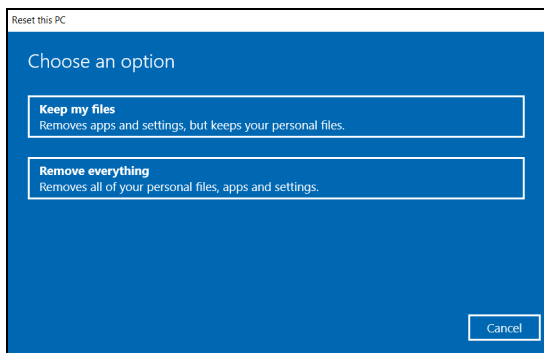 Reset this PC
Choose an option
Keep my files
Removes apps and settings, but keeps your personal files.
Remove everything
Removes all of your personal files, apps and settings.
Cancel